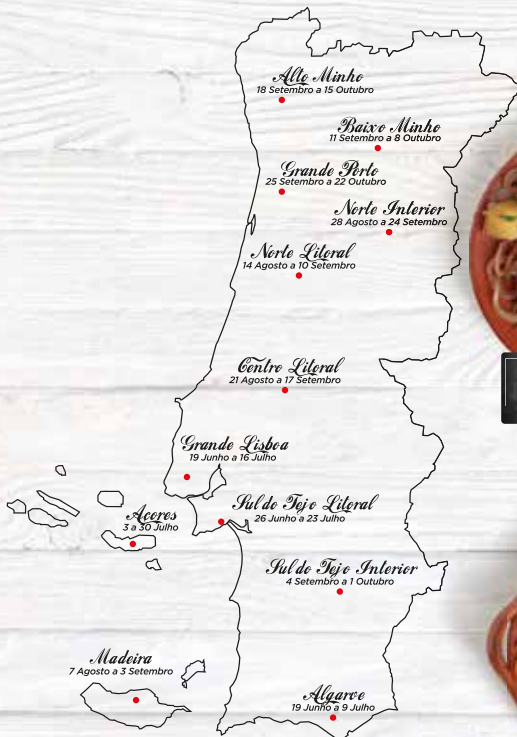 Alto Minho
18 Setembro a 15 Outubro
Baixo Minho
11 Setembro a 8 Outubro
Grande Porto
25 Setembro a 22 Outubro
Norte Interior
28 Agosto a 24 Setembro
Norte Litoral
14 Agosto a 10 Setembro
Centro Litoral
21 Agosto a 17 Setembro
Grande Lisboa
19 Junho a 16 Julho
Sul do Tejo Litoral
26 Junho a 23 Julho
Açores
3 a 30 Julho
Sul do Tejo Interior
4 Setembro a 1 Outubro
Madeira
7 Agosto a 3 Setembro
Algarve
19 Junho a 9 Julho